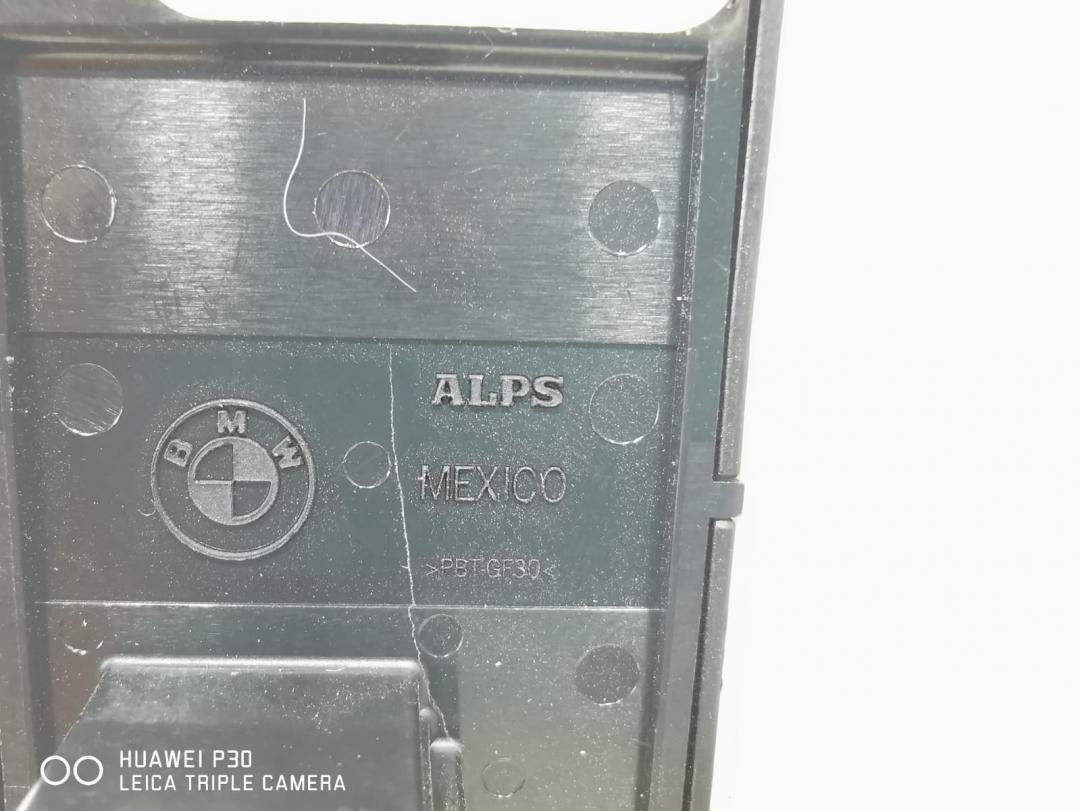 ALPS
BMW
MEXICO
>PBT-GF30<
HUAWEI P30
LEICA TRIPLE CAMERA